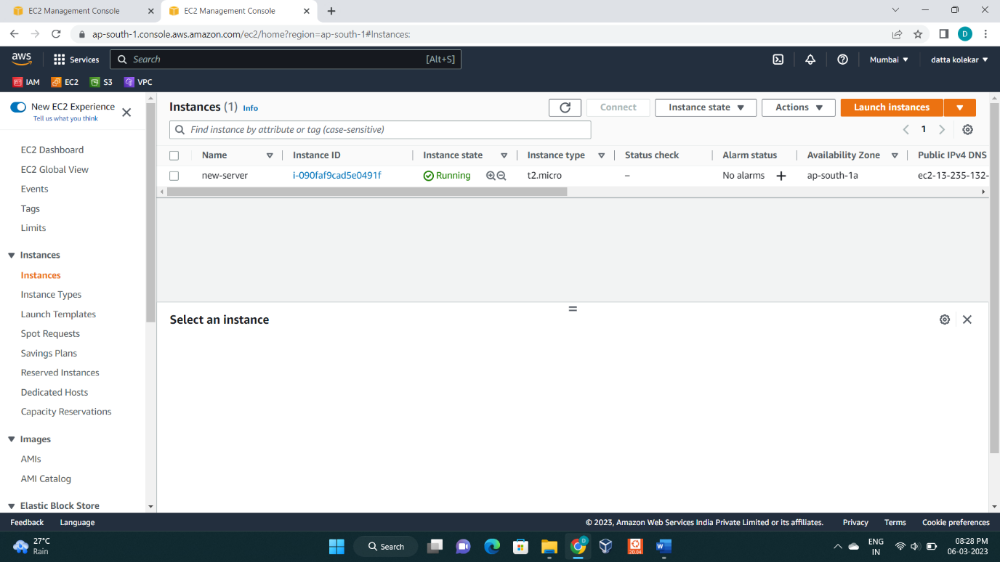 EC2 Management Console
EC2 Management Console
ap-south-1.console.aws.amazon.com/ec2/home?region=ap-south-1#Instances:
D
aws
Services
Search
[Alt+S]
Mumbai
datta kolekar
IAM
EC2
S3
VPC
New EC2 Experience
Tell us what you think
EC2 Dashboard
EC2 Global View
Events
Tags
Limits
Instances
Instances
Instance Types
Launch Templates
Spot Requests
Savings Plans
Reserved Instances
Dedicated Hosts
Capacity Reservations
Images
AMIs
AMI Catalog
Elastic Block Store
Instances (1) Info
Connect
Instance state
Actions
Launch instances
Find instance by attribute or tag (case-sensitive)
1
Name Instance ID Instance state Instance type Status check Alarm status Availability Zone Public IPv4 DNS
new-server i-090faf9cad5e0491f Running t2.micro – No alarms + ap-south-1a ec2-13-235-132-
Select an instance
Feedback Language © 2023, Amazon Web Services India Private Limited or its affiliates. Privacy Terms Cookie preferences
27°C
Rain
Search
D
20.04
W
ENG
IN
08:28 PM
06-03-2023